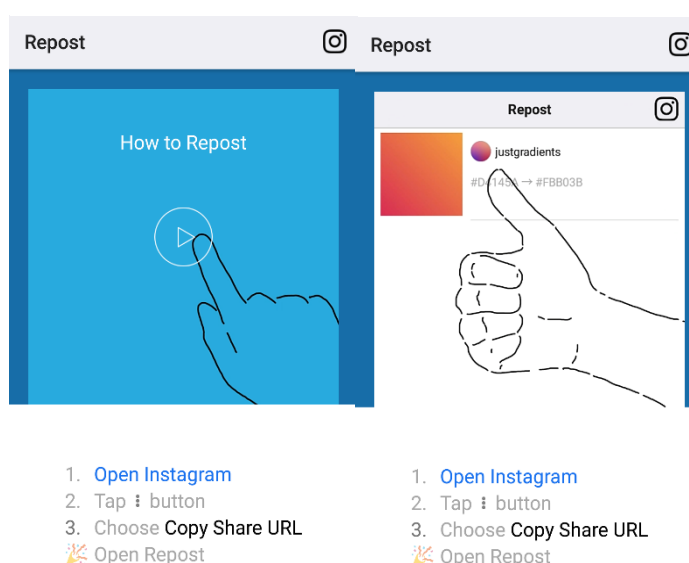 Repost
How to Repost
1. Open Instagram
2. Tap ⋮ button
3. Choose Copy Share URL
🎉 Open Repost
Repost
Repost
justgradients
#D4145A → #FBB03B
1. Open Instagram
2. Tap ⋮ button
3. Choose Copy Share URL
🎉 Open Repost